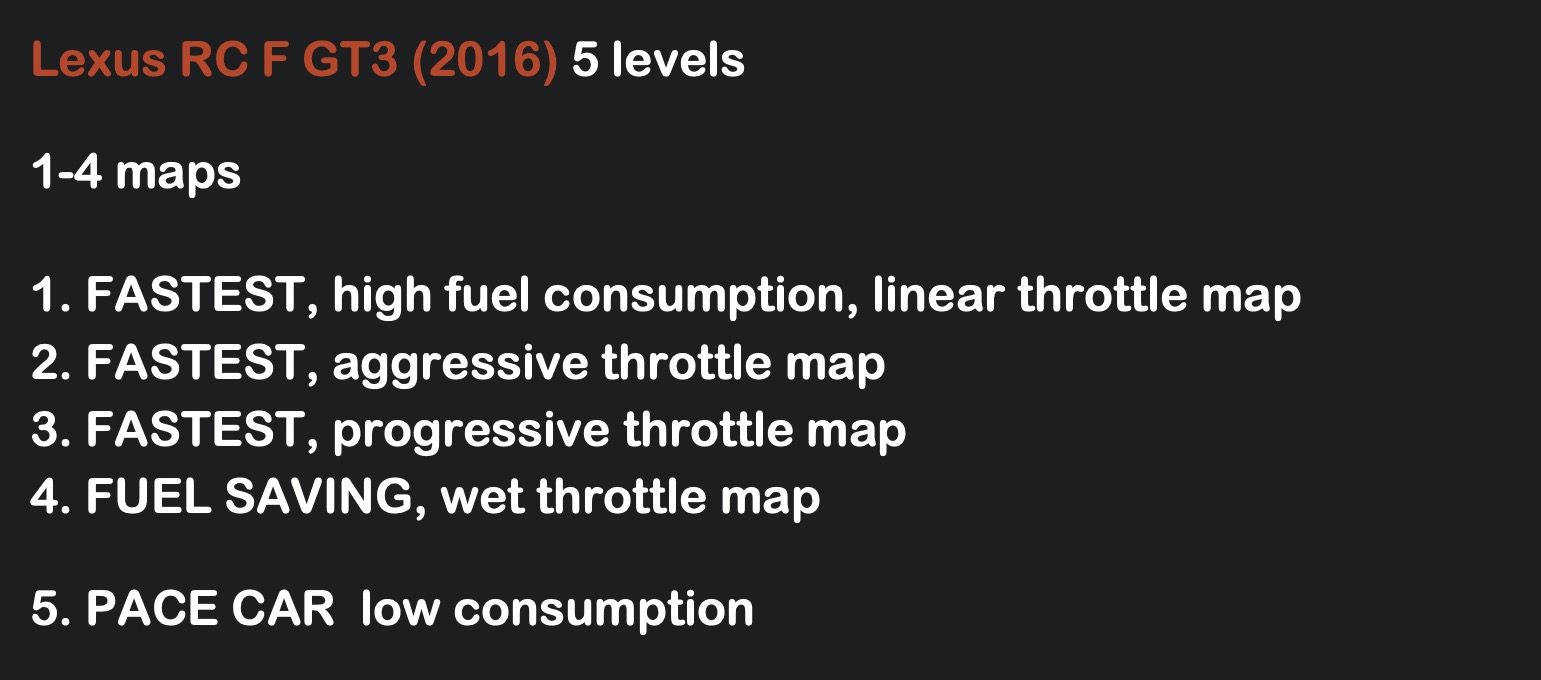 Lexus RC F GT3 (2016) 5 levels
1-4 maps
1. FASTEST, high fuel consumption, linear throttle map
2. FASTEST, aggressive throttle map
3. FASTEST, progressive throttle map
4. FUEL SAVING, wet throttle map
5. PACE CAR  low consumption